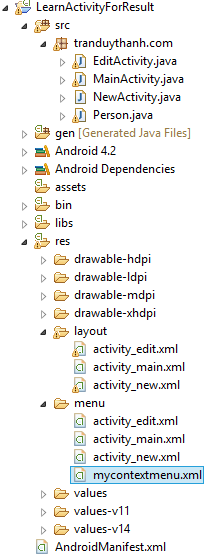 LearnActivityForResult
src
tranduythanh.com
EditActivity.java
MainActivity.java
NewActivity.java
Person.java
gen [Generated Java Files]
Android 4.2
Android Dependencies
assets
bin
libs
res
drawable-hdpi
drawable-ldpi
drawable-mdpi
drawable-xhdpi
layout
activity_edit.xml
activity_main.xml
activity_new.xml
menu
activity_edit.xml
activity_main.xml
activity_new.xml
mycontextmenu.xml
values
values-v11
values-v14
AndroidManifest.xml